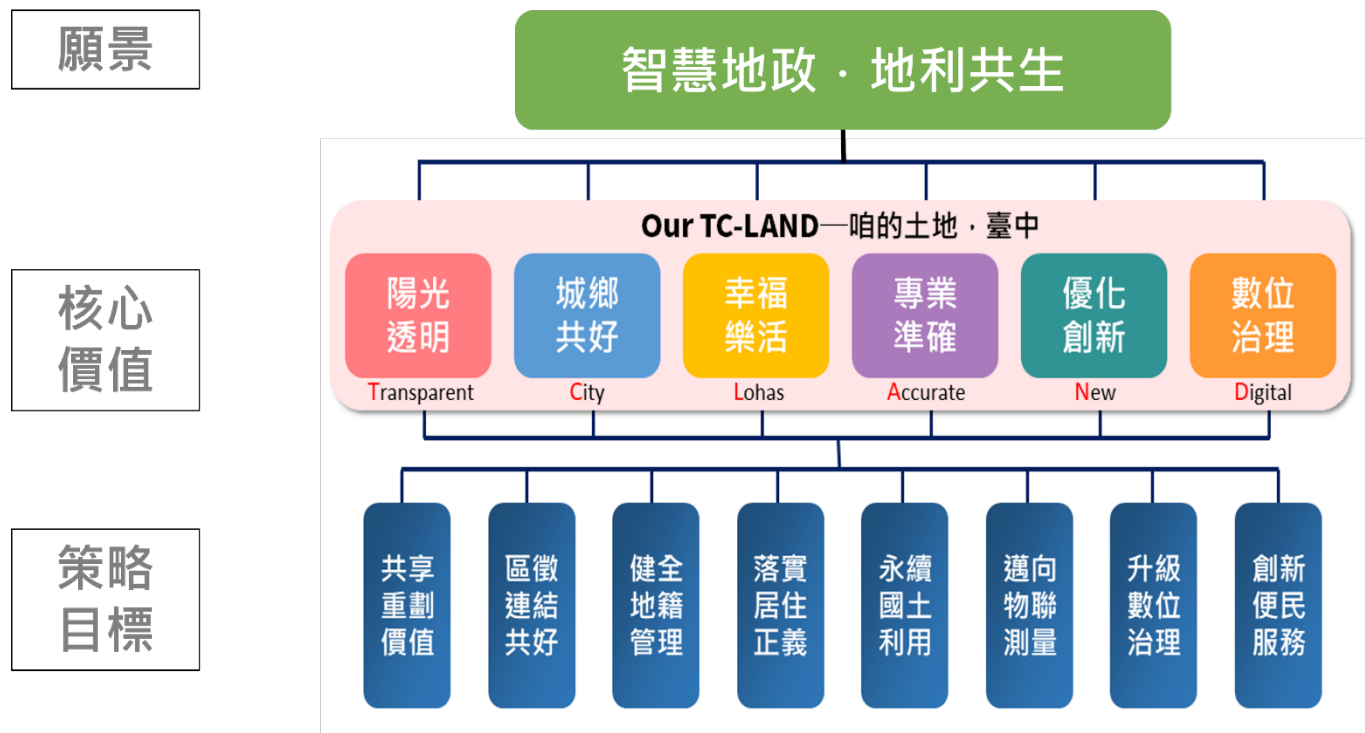 願景
智慧地政．地利共生
核心
價值
Our TC-LAND—咱的土地，臺中
陽光
透明
Transparent
城鄉
共好
City
幸福
樂活
Lohas
專業
準確
Accurate
優化
創新
New
數位
治理
Digital
策略
目標
共享
重劃
價值
區徵
連結
共好
健全
地籍
管理
落實
居住
正義
永續
國土
利用
邁向
物聯
測量
升級
數位
治理
創新
便民
服務